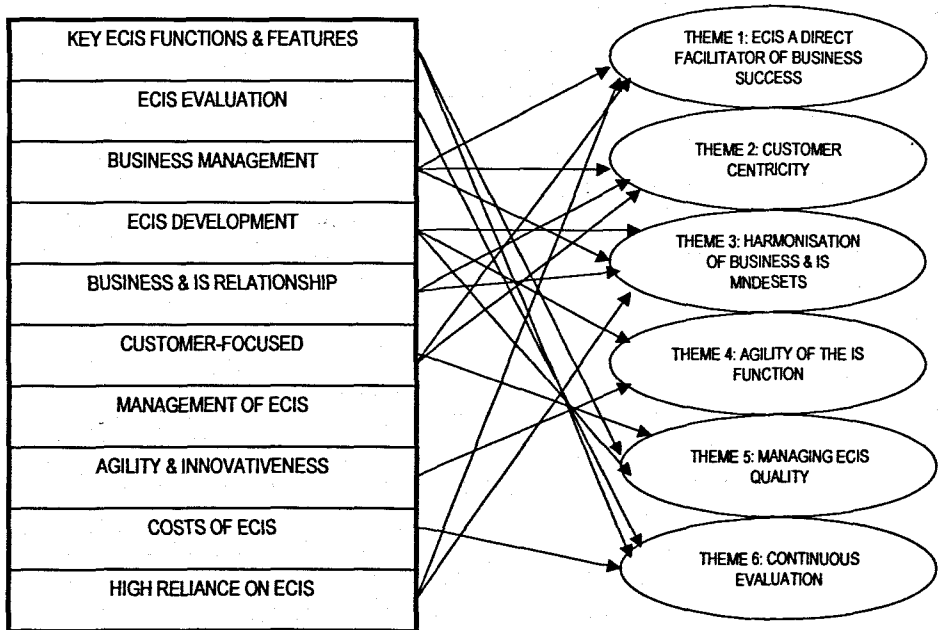 KEY ECIS FUNCTIONS & FEATURES
ECIS EVALUATION
BUSINESS MANAGEMENT
ECIS DEVELOPMENT
BUSINESS & IS RELATIONSHIP
CUSTOMER-FOCUSED
MANAGEMENT OF ECIS
AGILITY & INNOVATIVENESS
COSTS OF ECIS
HIGH RELIANCE ON ECIS
THEME 1: ECIS A DIRECT
FACILITATOR OF BUSINESS
SUCCESS
THEME 2: CUSTOMER
CENTRICITY
THEME 3: HARMONISATION
OF BUSINESS & IS
MNDESETS
THEME 4: AGILITY OF THE IS
FUNCTION
THEME 5: MANAGING ECIS
QUALITY
THEME 6: CONTINUOUS
EVALUATION